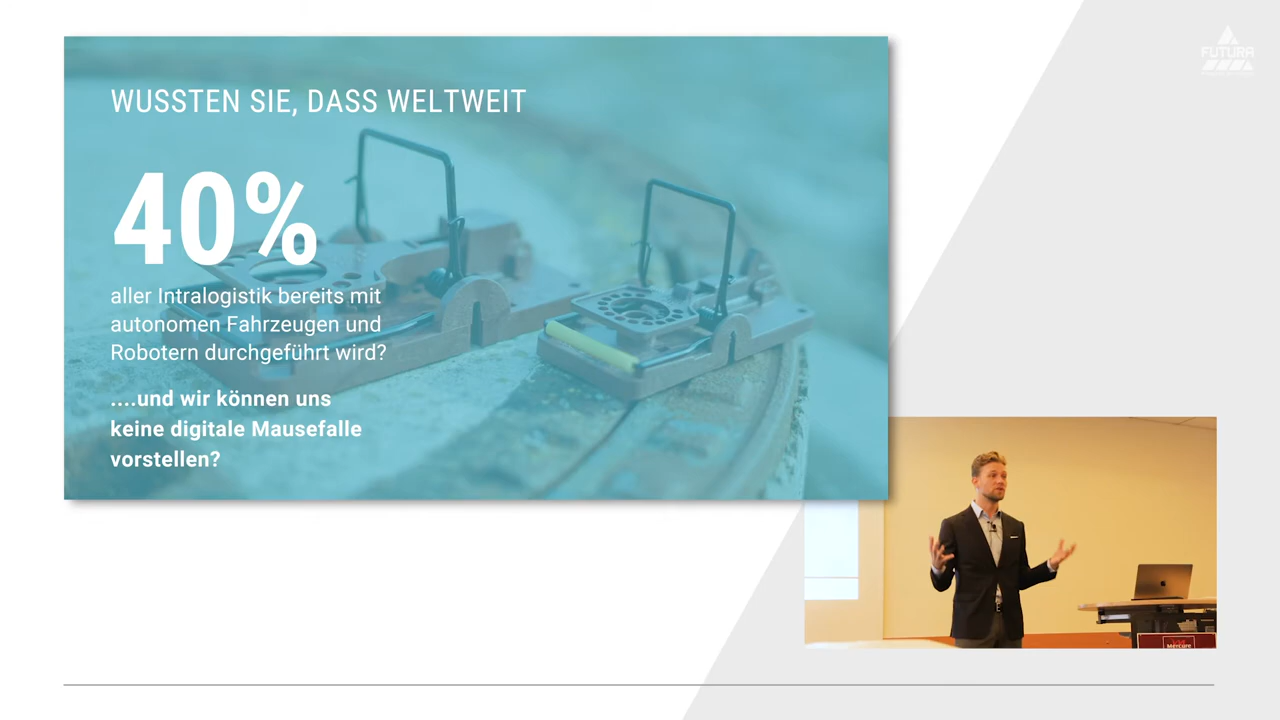 WUSSTEN SIE, DASS WELTWEIT
40%
aller Intralogistik bereits mit
autonomen Fahrzeugen und
Robotern durchgeführt wird?
....und wir können uns
keine digitale Mausefalle
vorstellen?
FUTURA
Mercure